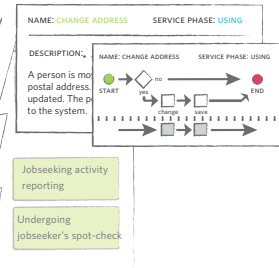 NAME: CHANGE ADDRESS SERVICE PHASE: USING
DESCRIPTION:
A person is mo
postal address.
updated. The p
to the system.
NAME: CHANGE ADDRESS SERVICE PHASE: USING
no
START
yes
END
change save
Jobseeking activity
reporting
Undergoing
jobseeker's spot-check